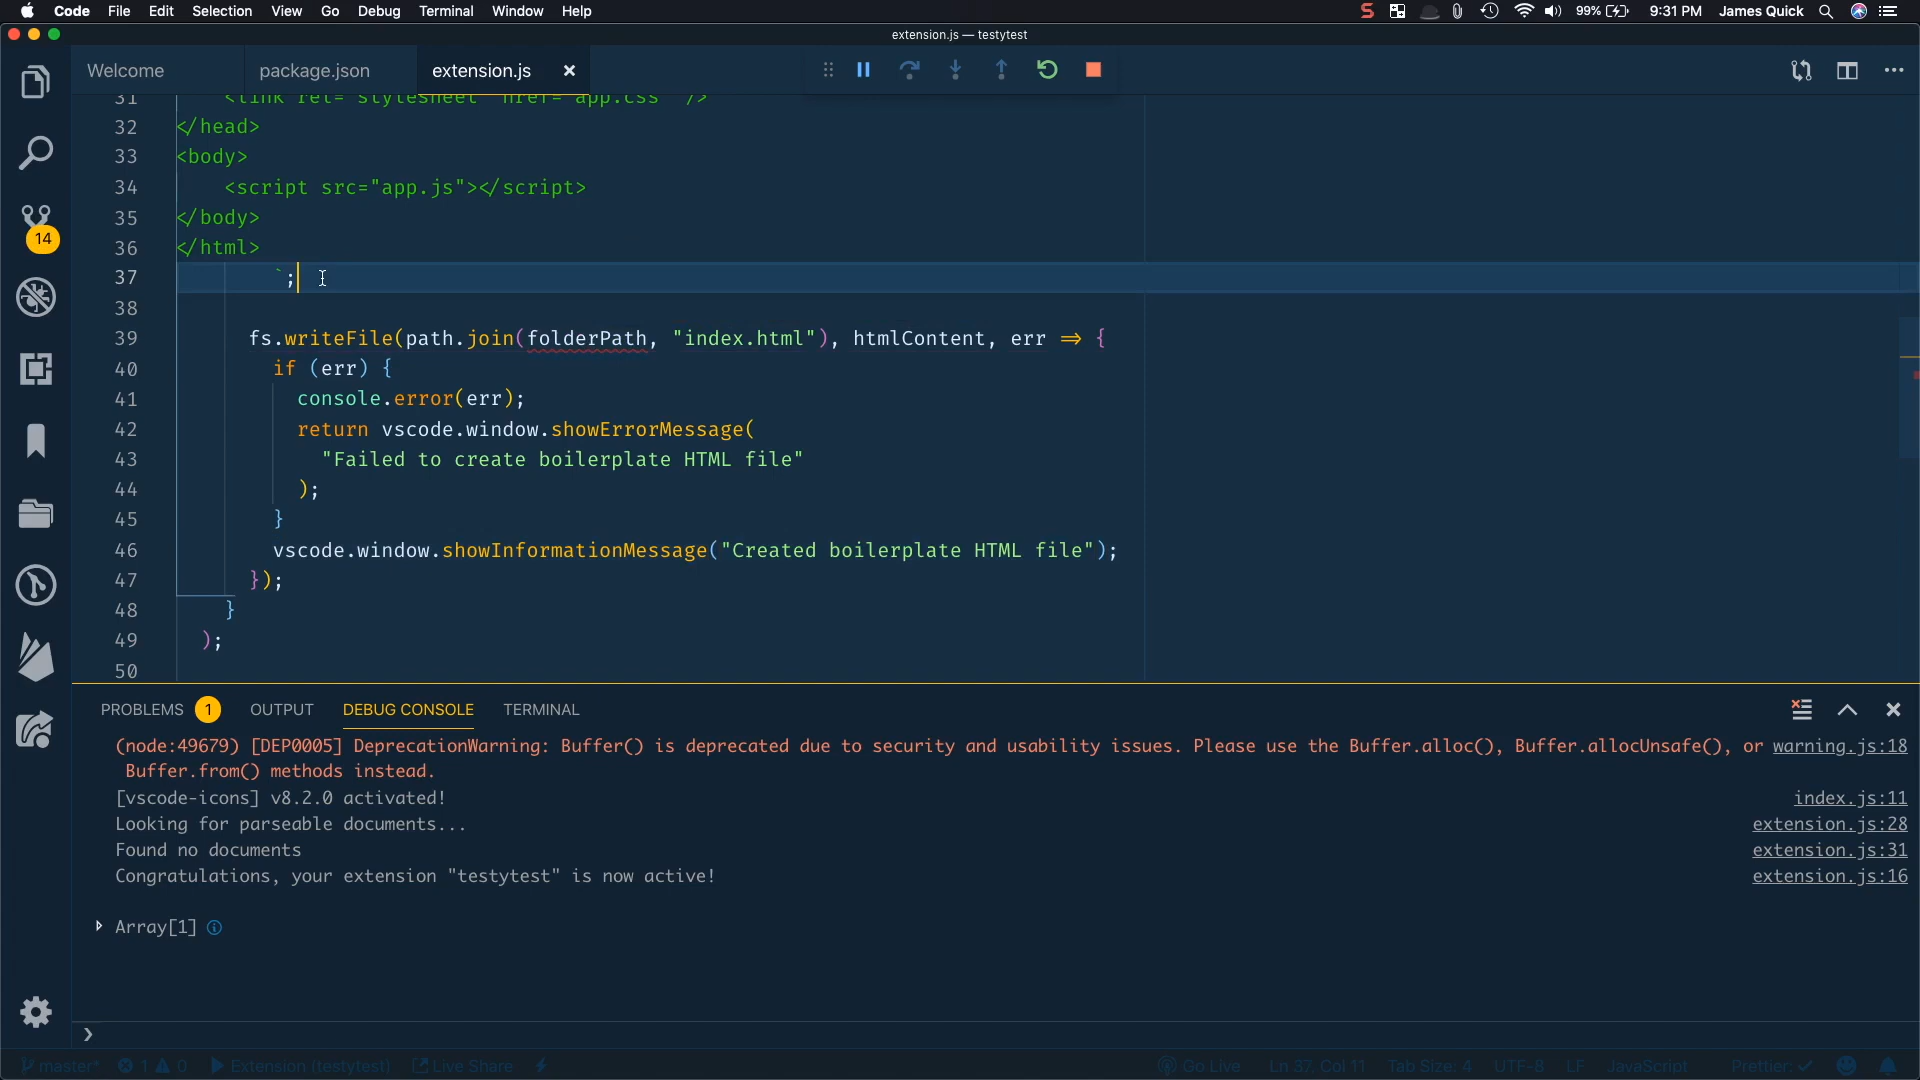 Code File Edit Selection View Go Debug Terminal Window Help 99% 9:31 PM James Quick
extension.js — testytest
Welcome package.json extension.js
31 <link rel="stylesheet" href="app.css" />
32 </head>
33 <body>
34 <script src="app.js"></script>
35 </body>
36 </html>
37 `;
38
39 fs.writeFile(path.join(folderPath, "index.html"), htmlContent, err => {
40 if (err) {
41 console.error(err);
42 return vscode.window.showErrorMessage(
43 "Failed to create boilerplate HTML file"
44 );
45 }
46 vscode.window.showInformationMessage("Created boilerplate HTML file");
47 });
48 }
49 );
50
14
PROBLEMS 1 OUTPUT DEBUG CONSOLE TERMINAL
(node:49679) [DEP0005] DeprecationWarning: Buffer() is deprecated due to security and usability issues. Please use the Buffer.alloc(), Buffer.allocUnsafe(), or warning.js:18
Buffer.from() methods instead.
[vscode-icons] v8.2.0 activated! index.js:11
Looking for parseable documents... extension.js:28
Found no documents extension.js:31
Congratulations, your extension "testytest" is now active! extension.js:16
Array[1]
master* 1 0 Extension (testytest) Live Share Go Live Ln 37, Col 11 Tab Size: 4 UTF-8 LF JavaScript Prettier: ✓